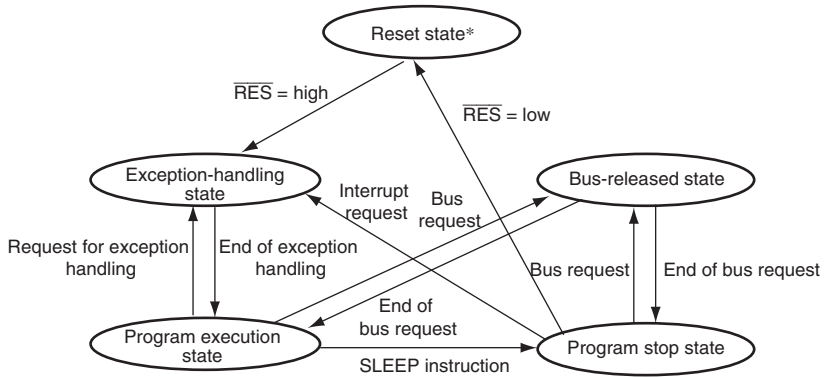 Reset state*
R̅E̅S̅ = high
R̅E̅S̅ = low
Exception-handling
state
Bus-released state
Interrupt
request
Bus
request
Request for exception
handling
End of exception
handling
Bus request
End of bus request
End of
bus request
Program execution
state
Program stop state
SLEEP instruction